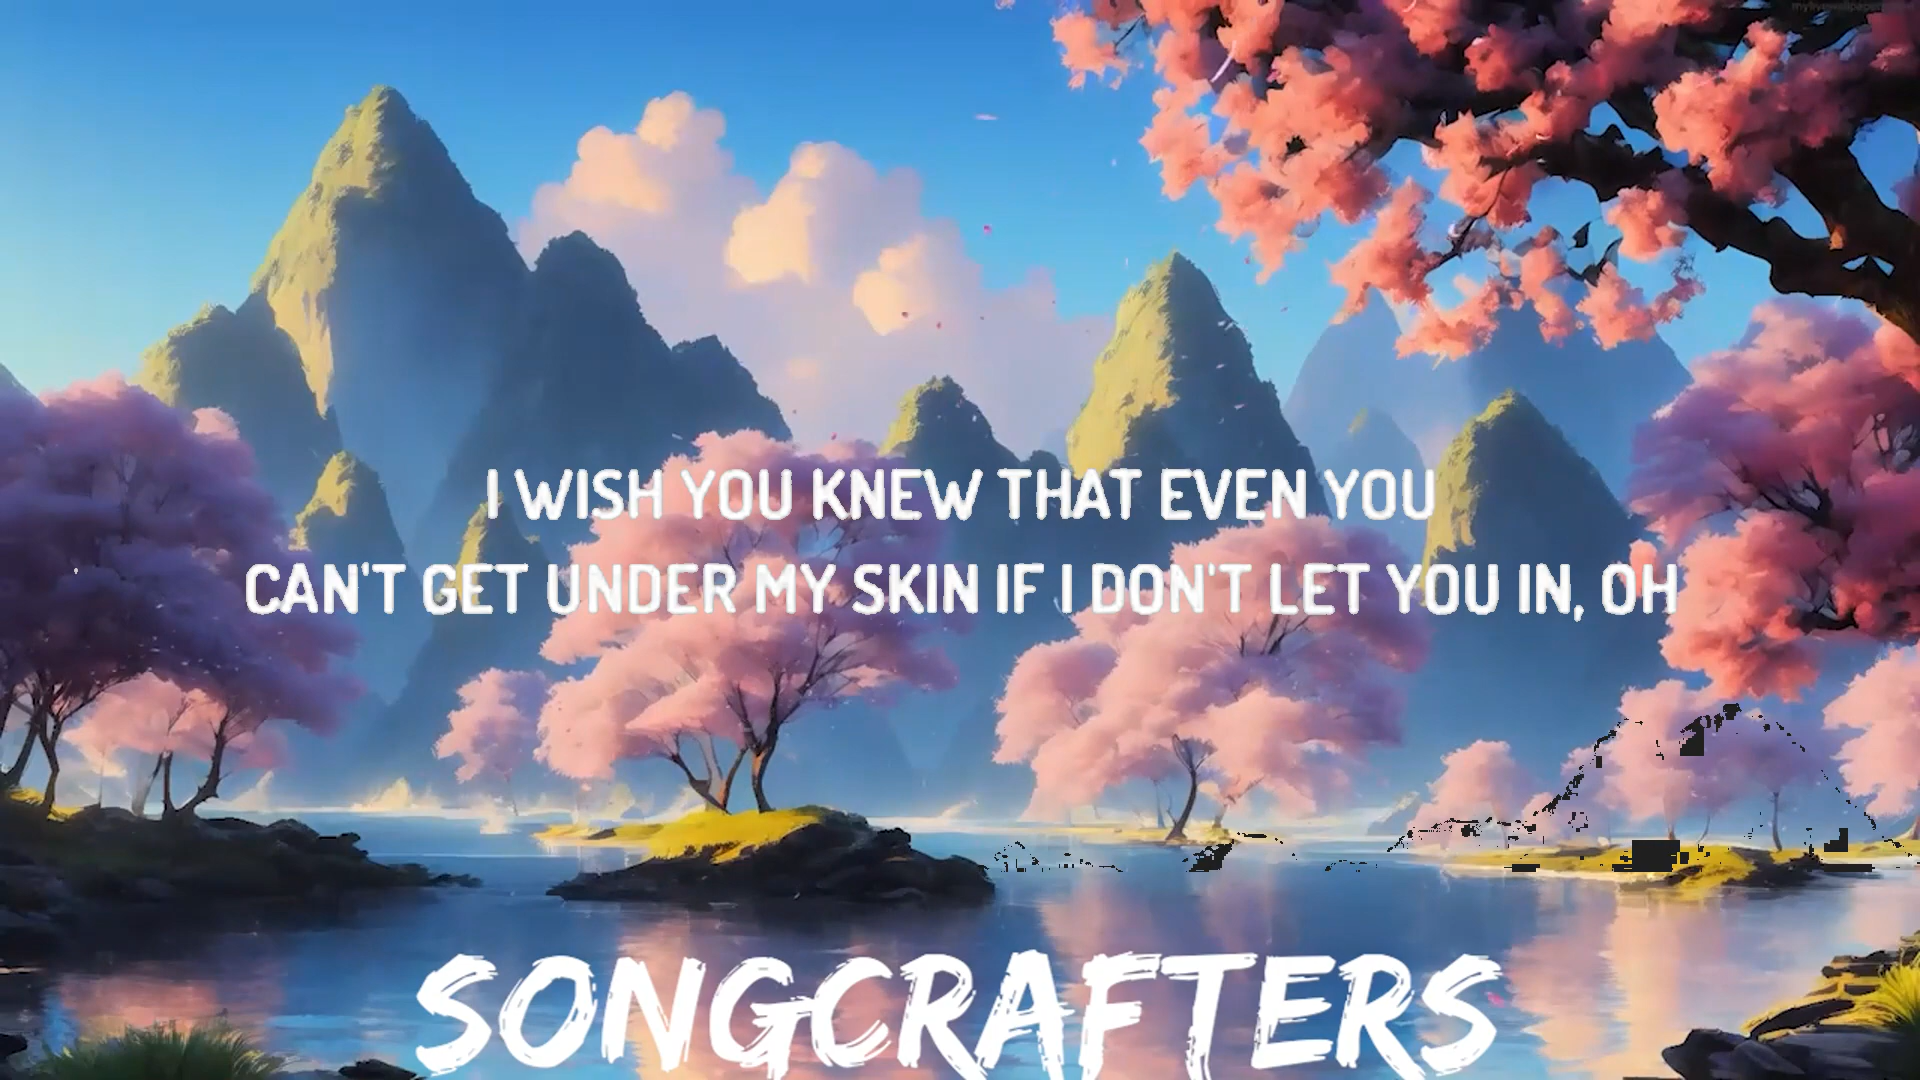 I WISH YOU KNEW THAT EVEN YOU
CAN'T GET UNDER MY SKIN IF I DON'T LET YOU IN, OH
SONGCRAFTERS